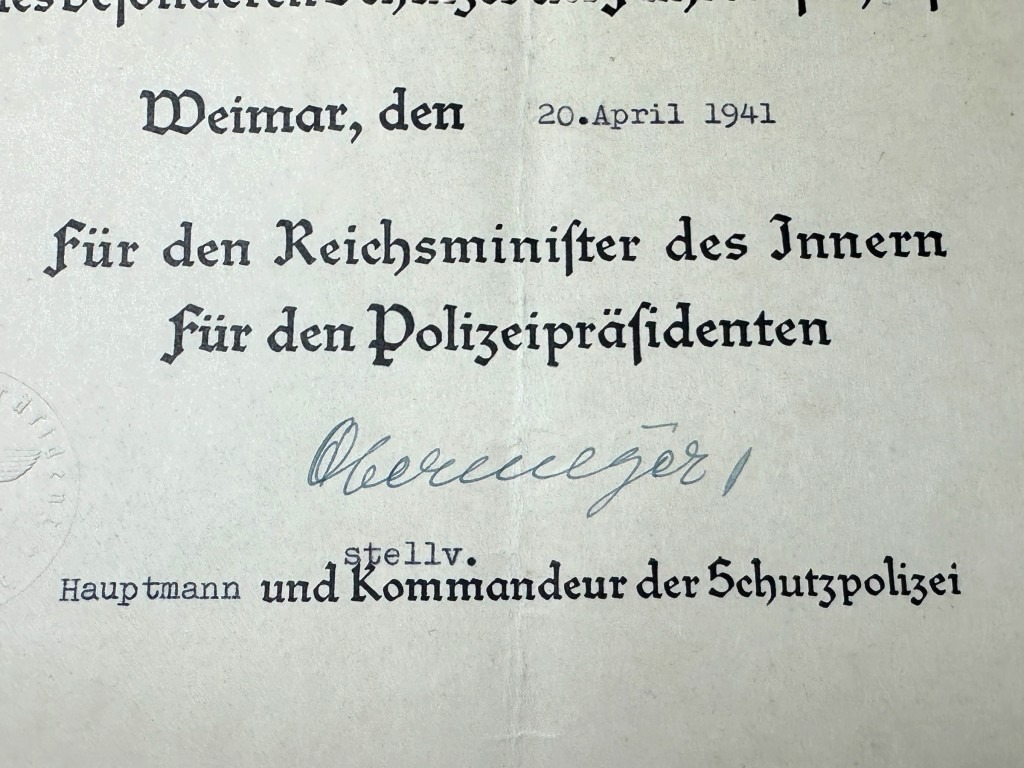 Weimar, den 20.April 1941
Für den Reichsminiſter des Innern
Für den Polizeipräſidenten
Obermeyer,
stellv.
Hauptmann und Kommandeur der Schutzpolizei